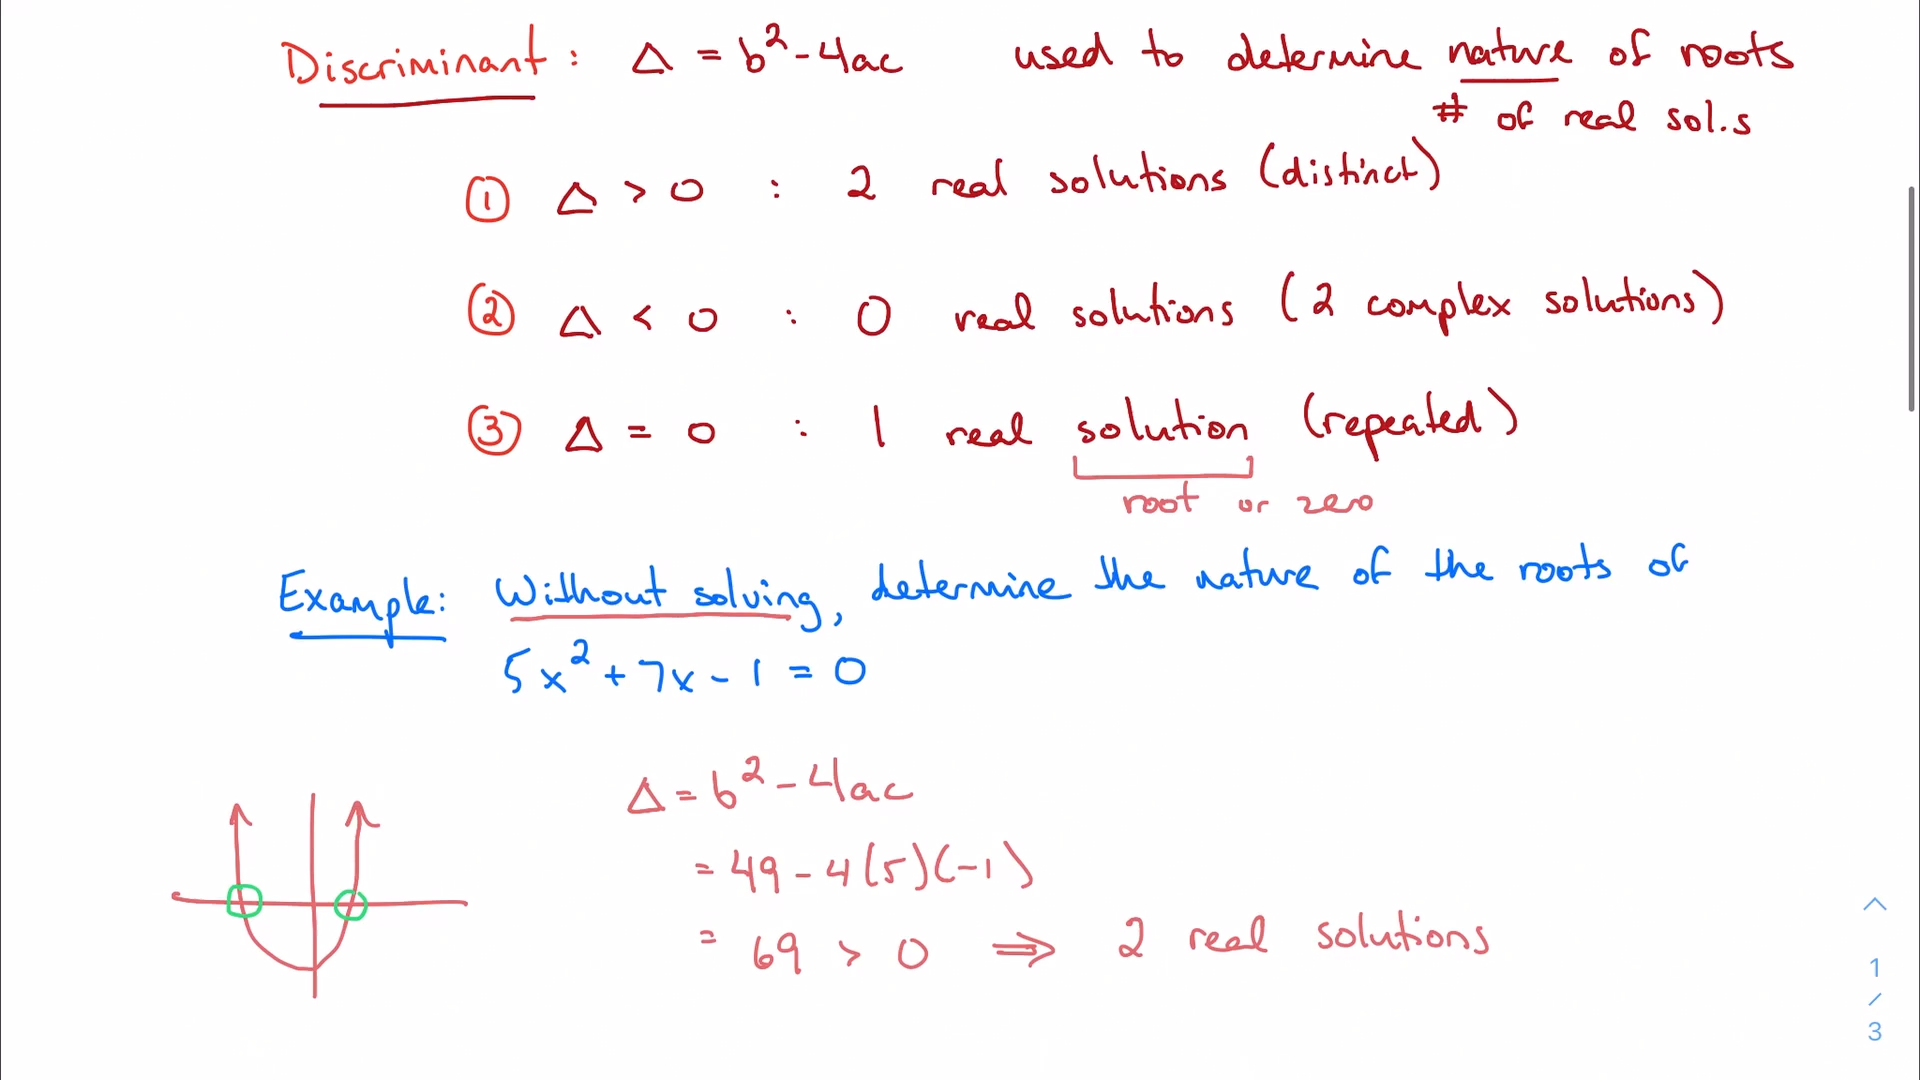 Discriminant : Δ = b² - 4ac used to determine nature of roots
# of real sol.s
① Δ > 0 : 2 real solutions (distinct)
② Δ < 0 : 0 real solutions (2 complex solutions)
③ Δ = 0 : 1 real solution (repeated)
root or zero
Example: Without solving, determine the nature of the roots of
5x² + 7x - 1 = 0
Δ = b² - 4ac
= 49 - 4(5)(-1)
= 69 > 0 ⇒ 2 real solutions
1
/
3